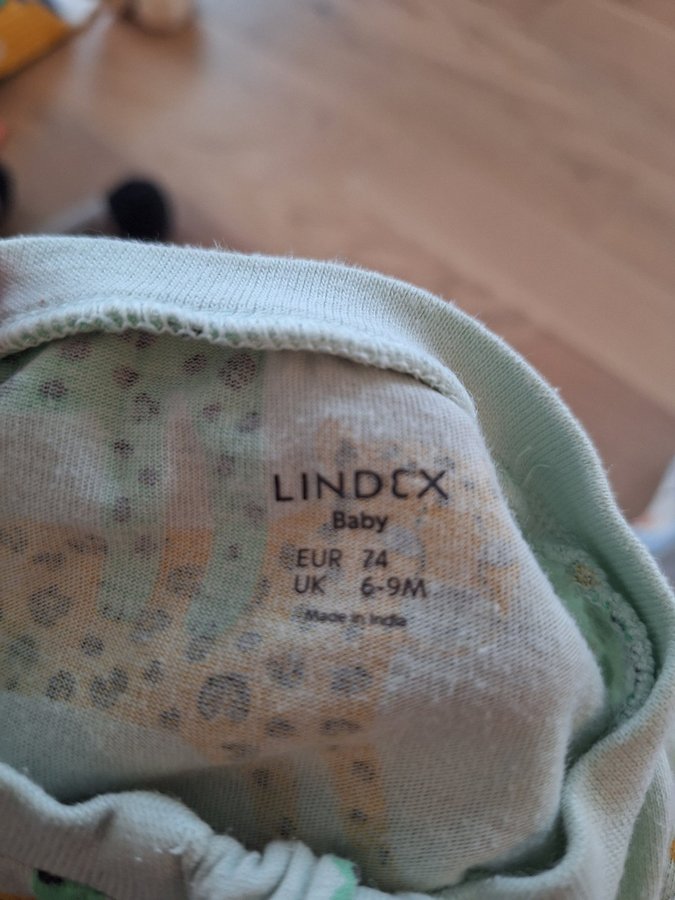 LINDEX
Baby
EUR 74
UK 6-9M
Made in India